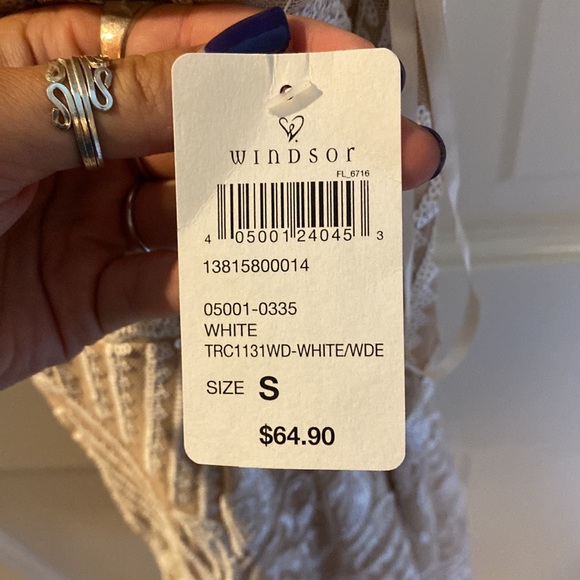 WINDSOR
FL_6716
4 05001 24045 3
13815800014
05001-0335
WHITE
TRC1131WD-WHITE/WDE
SIZE S
$64.90